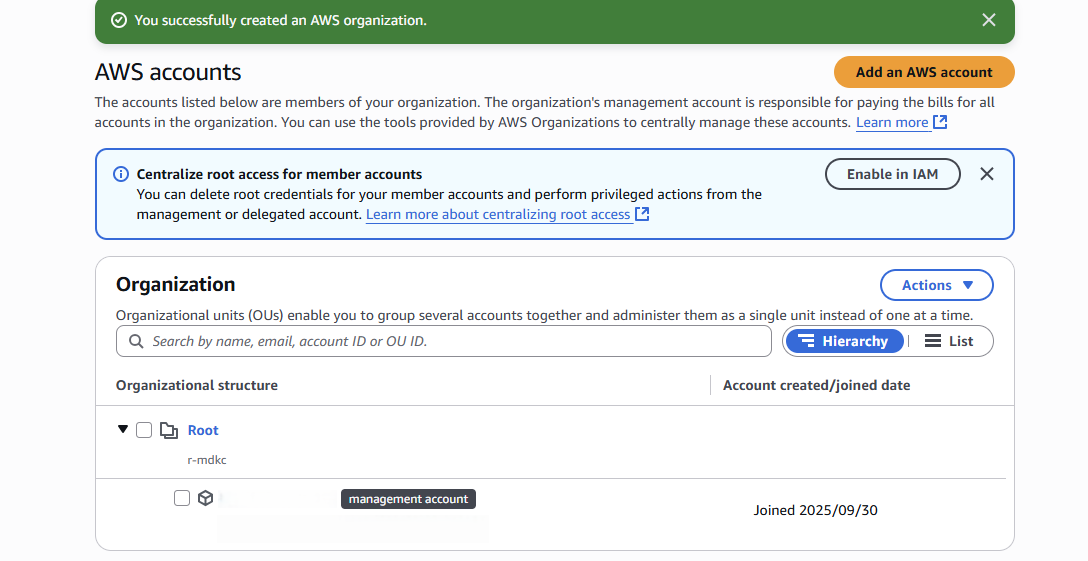 You successfully created an AWS organization.
AWS accounts
Add an AWS account
The accounts listed below are members of your organization. The organization's management account is responsible for paying the bills for all
accounts in the organization. You can use the tools provided by AWS Organizations to centrally manage these accounts. Learn more
Centralize root access for member accounts
Enable in IAM
You can delete root credentials for your member accounts and perform privileged actions from the
management or delegated account. Learn more about centralizing root access
Organization
Actions
Organizational units (OUs) enable you to group several accounts together and administer them as a single unit instead of one at a time.
Search by name, email, account ID or OU ID.
Hierarchy
List
Organizational structure
Account created/joined date
Root
r-mdkc
management account
Joined 2025/09/30